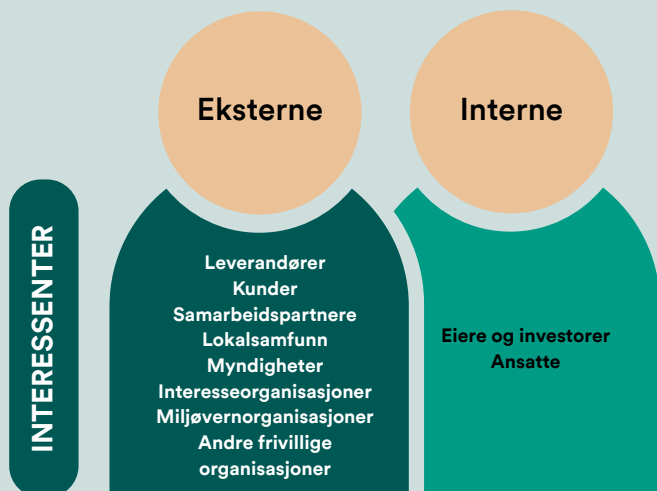 Eksterne
Interne
INTERESSENTER
Leverandører
Kunder
Samarbeidspartnere
Lokalsamfunn
Myndigheter
Interesseorganisasjoner
Miljøvernorganisasjoner
Andre frivillige
organisasjoner
Eiere og investorer
Ansatte